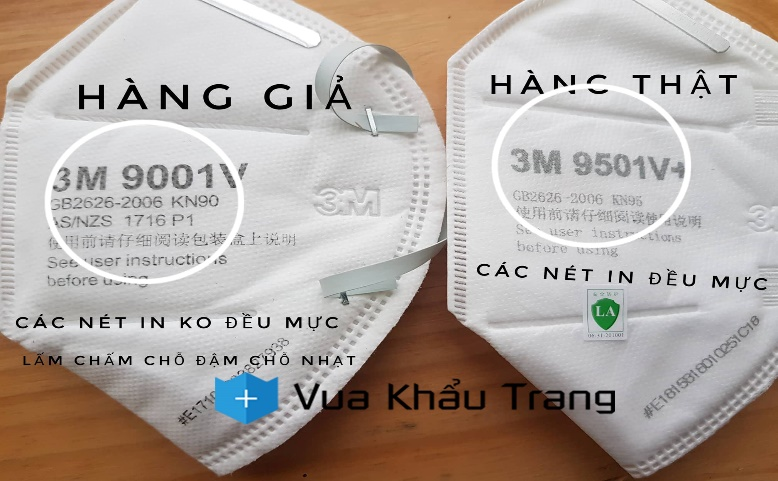 HÀNG GIẢ
3M 9001V
GB2626-2006 KN90
AS/NZS 1716 P1
使用前请仔细阅读包装盒上说明
See user instructions
before using
3M
CÁC NÉT IN KO ĐỀU MỰC
LẤM CHẤM CHỖ ĐẬM CHỖ NHẠT
HÀNG THẬT
3M 9501V+
GB2626-2006 KN95
使用前请仔细阅读使用说明
See user instructions
before using
CÁC NÉT IN ĐỀU MỰC
LA
Vua Khẩu Trang